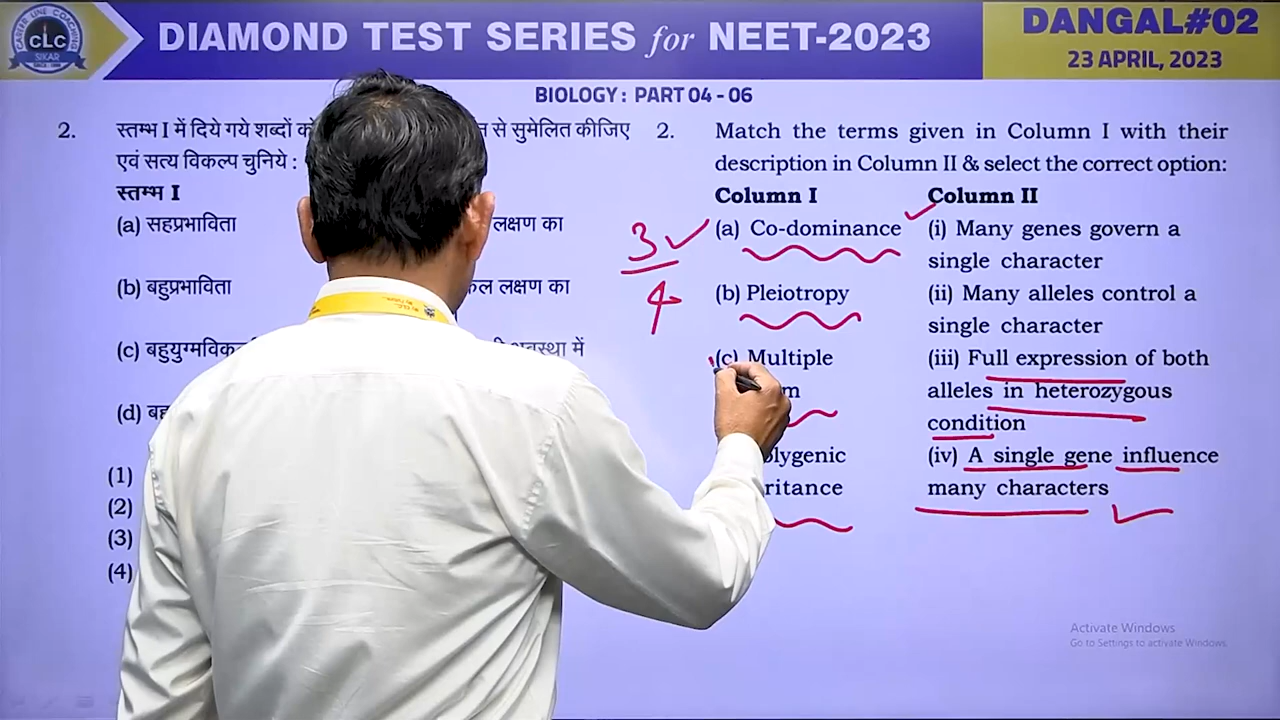 CAREER LINE COACHING
CLC
SIKAR
DIAMOND TEST SERIES for NEET-2023
DANGAL#02
23 APRIL, 2023
BIOLOGY : PART 04 - 06
2. स्तम्भ I में दिये गये शब्दों को से सुमेलित कीजिए
एवं सत्य विकल्प चुनिये :
स्तम्भ I
(a) सहप्रभाविता लक्षण का
(b) बहुप्रभाविता लक्षण का
(c) में
(d)
(1)
(2)
(3)
(4)
2. Match the terms given in Column I with their
description in Column II & select the correct option:
Column I Column II
(a) Co-dominance (i) Many genes govern a
single character
(b) Pleiotropy (ii) Many alleles control a
single character
(c) Multiple (iii) Full expression of both
alleles in heterozygous
condition
(iv) A single gene influence
many characters
3
4
Activate Windows
Go to Settings to activate Windows.